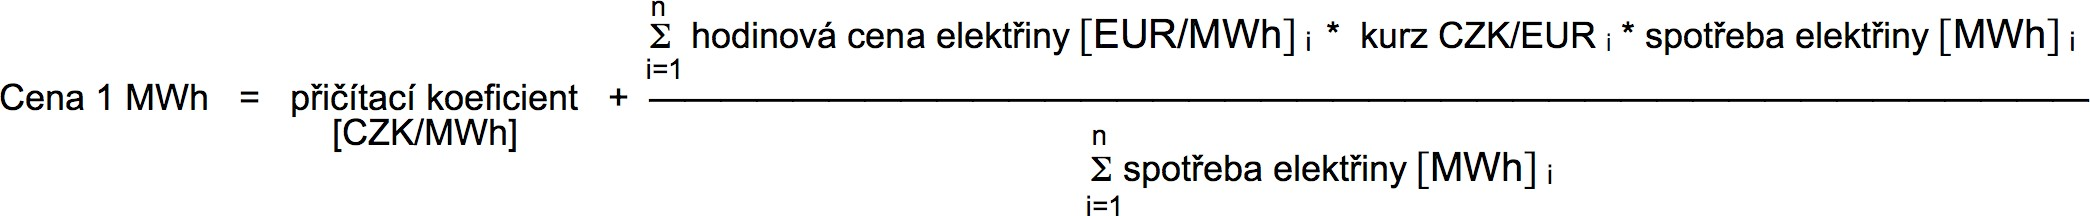 n
Σ hodinová cena elektřiny [EUR/MWh] i * kurz CZK/EUR i * spotřeba elektřiny [MWh] i
i=1
Cena 1 MWh = přičítací koeficient +
[CZK/MWh]
n
Σ spotřeba elektřiny [MWh] i
i=1